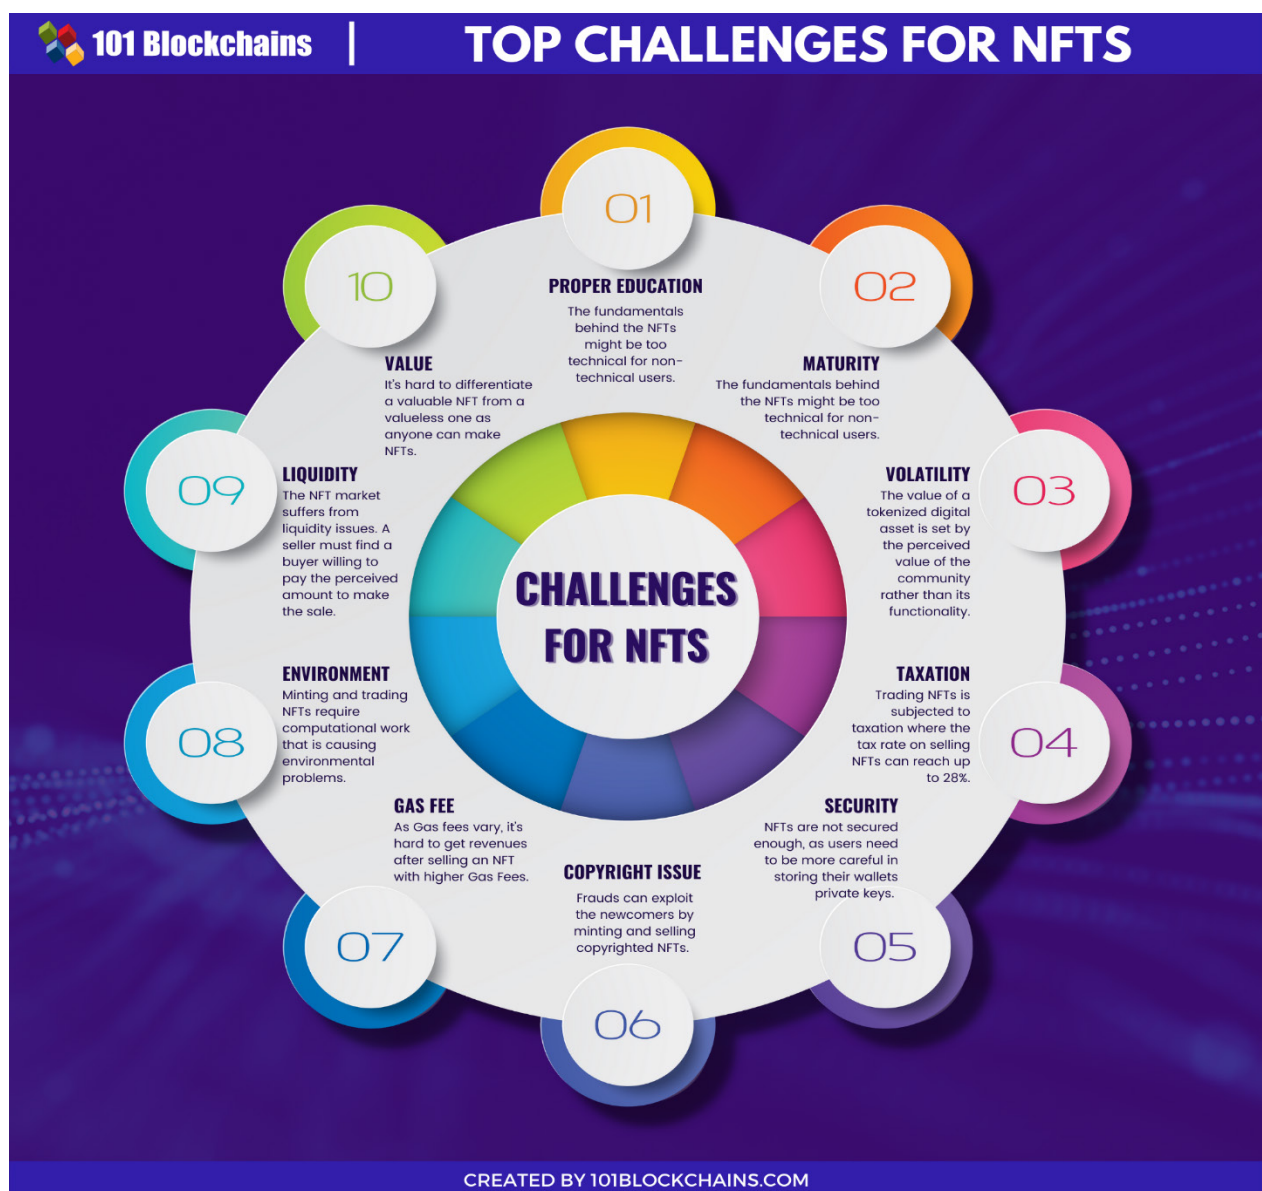 101 Blockchains
TOP CHALLENGES FOR NFTS
01
PROPER EDUCATION
The fundamentals
behind the NFTs
might be too
technical for non-
technical users.
02
MATURITY
The fundamentals behind
the NFTs might be too
technical for non-
technical users.
03
VOLATILITY
The value of a
tokenized digital
asset is set by
the perceived
value of the
community
rather than its
functionality.
04
TAXATION
Trading NFTs is
subjected to
taxation where the
tax rate on selling
NFTs can reach up
to 28%.
05
SECURITY
NFTs are not secured
enough, as users need
to be more careful in
storing their wallets
private keys.
06
COPYRIGHT ISSUE
Frauds can exploit
the newcomers by
minting and selling
copyrighted NFTs.
07
GAS FEE
As Gas fees vary, it's
hard to get revenues
after selling an NFT
with higher Gas Fees.
08
ENVIRONMENT
Minting and trading
NFTs require
computational work
that is causing
environmental
problems.
09
LIQUIDITY
The NFT market
suffers from
liquidity issues. A
seller must find a
buyer willing to
pay the perceived
amount to make
the sale.
10
VALUE
It's hard to differentiate
a valuable NFT from a
valueless one as
anyone can make
NFTs.
CHALLENGES
FOR NFTS
CREATED BY 101BLOCKCHAINS.COM